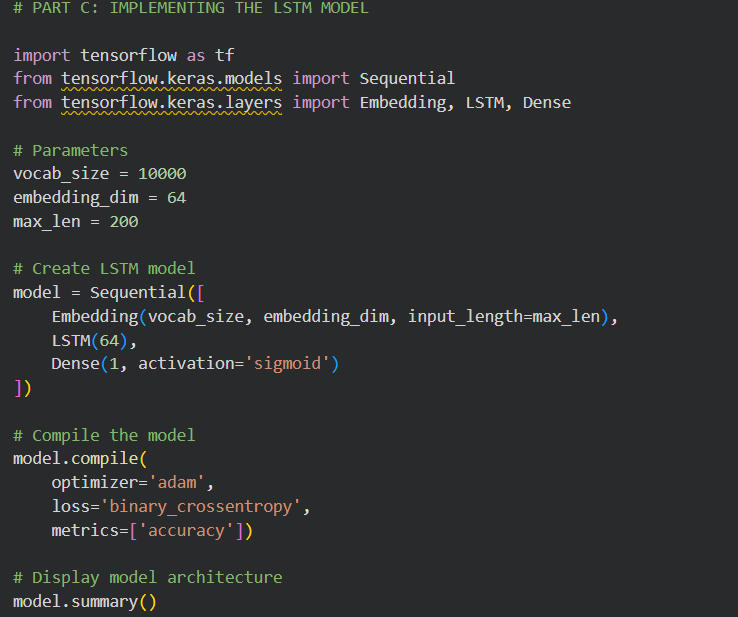 # PART C: IMPLEMENTING THE LSTM MODEL
import tensorflow as tf
from tensorflow.keras.models import Sequential
from tensorflow.keras.layers import Embedding, LSTM, Dense
# Parameters
vocab_size = 10000
embedding_dim = 64
max_len = 200
# Create LSTM model
model = Sequential([
    Embedding(vocab_size, embedding_dim, input_length=max_len),
    LSTM(64),
    Dense(1, activation='sigmoid')
])
# Compile the model
model.compile(
    optimizer='adam',
    loss='binary_crossentropy',
    metrics=['accuracy'])
# Display model architecture
model.summary()